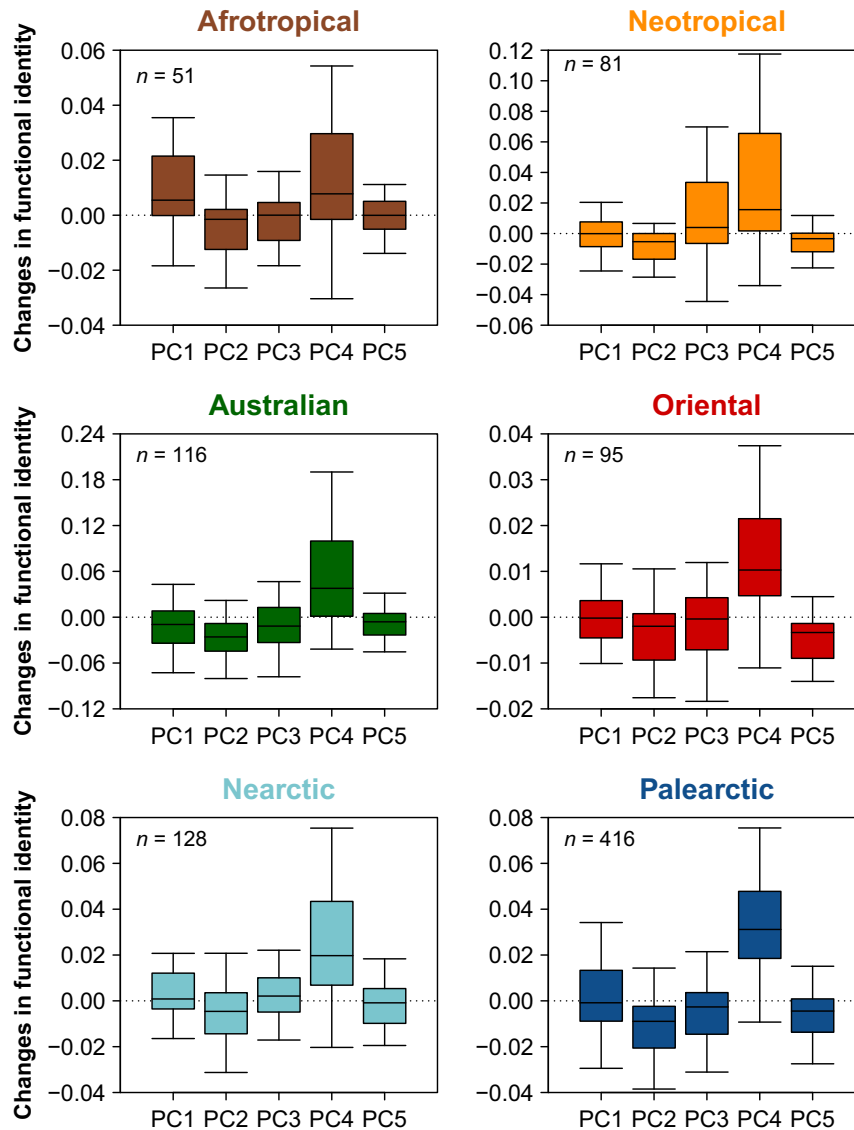 Afrotropical
Changes in functional identity
n = 51
0.06
0.04
0.02
0.00
−0.02
−0.04
PC1 PC2 PC3 PC4 PC5
Neotropical
n = 81
0.12
0.10
0.08
0.06
0.04
0.02
0.00
−0.02
−0.04
−0.06
PC1 PC2 PC3 PC4 PC5
Australian
Changes in functional identity
n = 116
0.24
0.18
0.12
0.06
0.00
−0.06
−0.12
PC1 PC2 PC3 PC4 PC5
Oriental
n = 95
0.04
0.03
0.02
0.01
0.00
−0.01
−0.02
PC1 PC2 PC3 PC4 PC5
Nearctic
Changes in functional identity
n = 128
0.08
0.06
0.04
0.02
0.00
−0.02
−0.04
PC1 PC2 PC3 PC4 PC5
Palearctic
n = 416
0.08
0.06
0.04
0.02
0.00
−0.02
−0.04
PC1 PC2 PC3 PC4 PC5